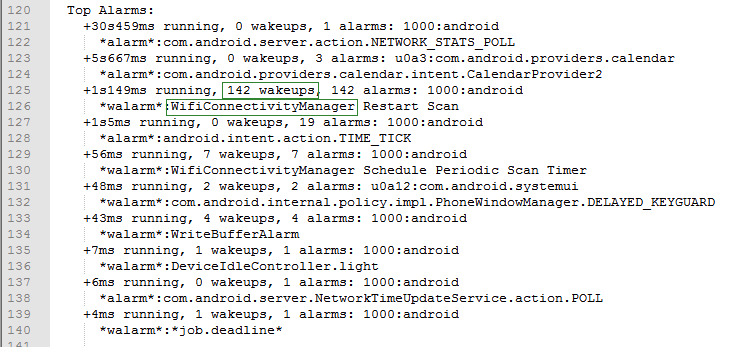 120 Top Alarms:
121 +30s459ms running, 0 wakeups, 1 alarms: 1000:android
122 *alarm*:com.android.server.action.NETWORK_STATS_POLL
123 +5s667ms running, 0 wakeups, 3 alarms: u0a3:com.android.providers.calendar
124 *alarm*:com.android.providers.calendar.intent.CalendarProvider2
125 +1s149ms running, 142 wakeups, 142 alarms: 1000:android
126 *walarm*:WifiConnectivityManager Restart Scan
127 +1s5ms running, 0 wakeups, 19 alarms: 1000:android
128 *alarm*:android.intent.action.TIME_TICK
129 +56ms running, 7 wakeups, 7 alarms: 1000:android
130 *walarm*:WifiConnectivityManager Schedule Periodic Scan Timer
131 +48ms running, 2 wakeups, 2 alarms: u0a12:com.android.systemui
132 *walarm*:com.android.internal.policy.impl.PhoneWindowManager.DELAYED_KEYGUARD
133 +43ms running, 4 wakeups, 4 alarms: 1000:android
134 *walarm*:WriteBufferAlarm
135 +7ms running, 1 wakeups, 1 alarms: 1000:android
136 *walarm*:DeviceIdleController.light
137 +6ms running, 0 wakeups, 1 alarms: 1000:android
138 *alarm*:com.android.server.NetworkTimeUpdateService.action.POLL
139 +4ms running, 1 wakeups, 1 alarms: 1000:android
140 *walarm*:*job.deadline*
141